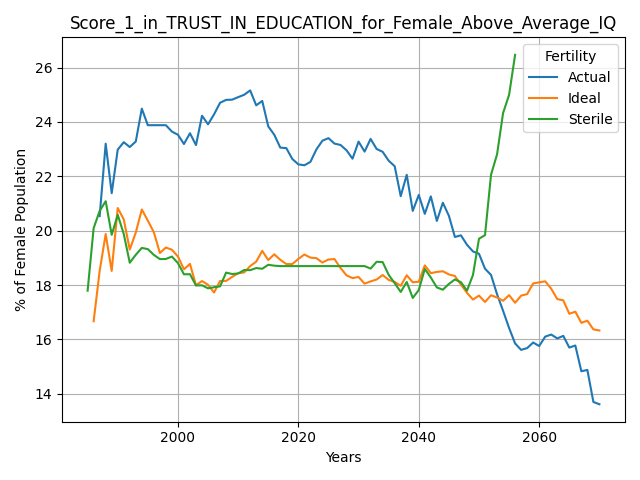 Score_1_in_TRUST_IN_EDUCATION_for_Female_Above_Average_IQ
% of Female Population
26
24
22
20
18
16
14
2000 2020 2040 2060
Years
Fertility
Actual
Ideal
Sterile